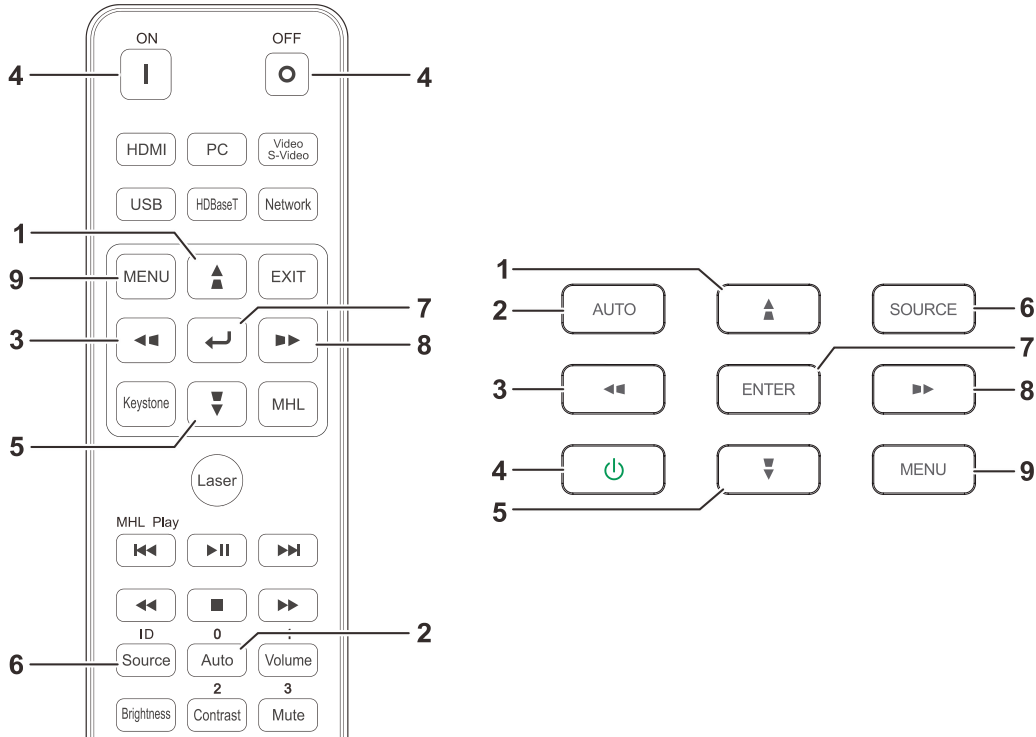 ON OFF
4 4
HDMI PC Video S-Video
USB HDBaseT Network
1
9 MENU EXIT
7
3 8
Keystone MHL
5
Laser
MHL Play
ID 0
2
6 Source Auto Volume
2 3
Brightness Contrast Mute
1
2 AUTO SOURCE 6
7
3 ENTER 8
4 MENU 9
5